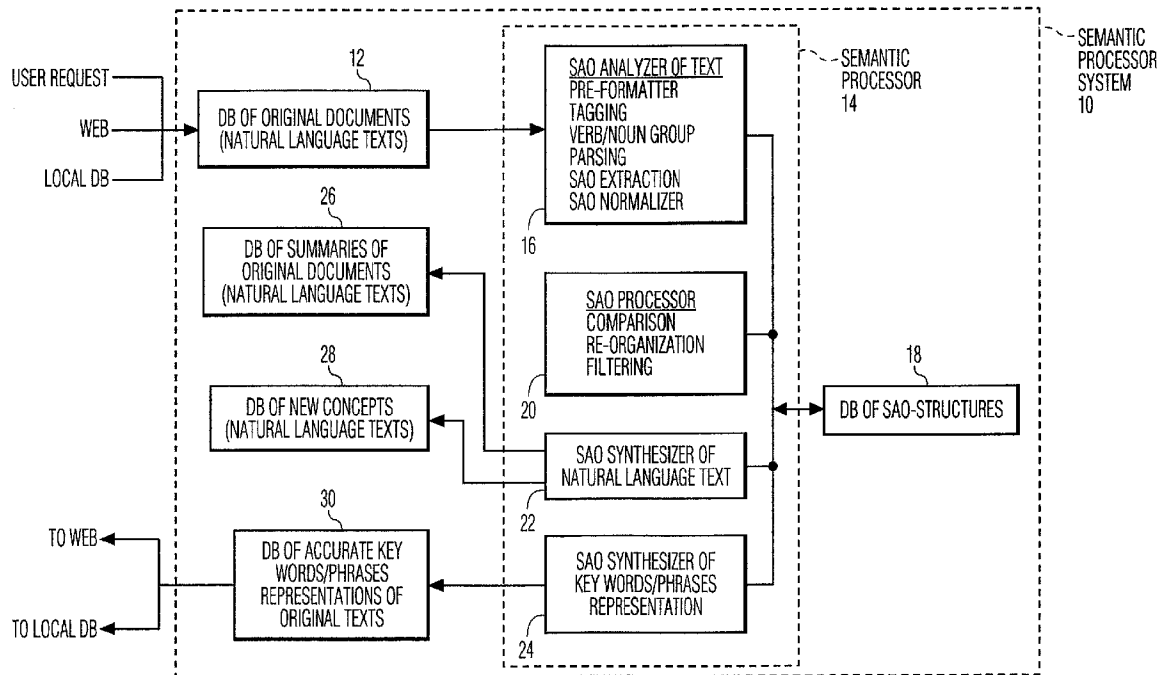 USER REQUEST
WEB
LOCAL DB
12
DB OF ORIGINAL DOCUMENTS
(NATURAL LANGUAGE TEXTS)
SAO ANALYZER OF TEXT
PRE-FORMATTER
TAGGING
VERB/NOUN GROUP
PARSING
SAO EXTRACTION
SAO NORMALIZER
16
SEMANTIC
PROCESSOR
14
SEMANTIC
PROCESSOR
SYSTEM
10
26
DB OF SUMMARIES OF
ORIGINAL DOCUMENTS
(NATURAL LANGUAGE TEXTS)
SAO PROCESSOR
COMPARISON
RE-ORGANIZATION
FILTERING
20
28
DB OF NEW CONCEPTS
(NATURAL LANGUAGE TEXTS)
18
DB OF SAO-STRUCTURES
SAO SYNTHESIZER OF
NATURAL LANGUAGE TEXT
22
30
DB OF ACCURATE KEY
WORDS/PHRASES
REPRESENTATIONS OF
ORIGINAL TEXTS
SAO SYNTHESIZER OF
KEY WORDS/PHRASES
REPRESENTATION
24
TO WEB
TO LOCAL DB